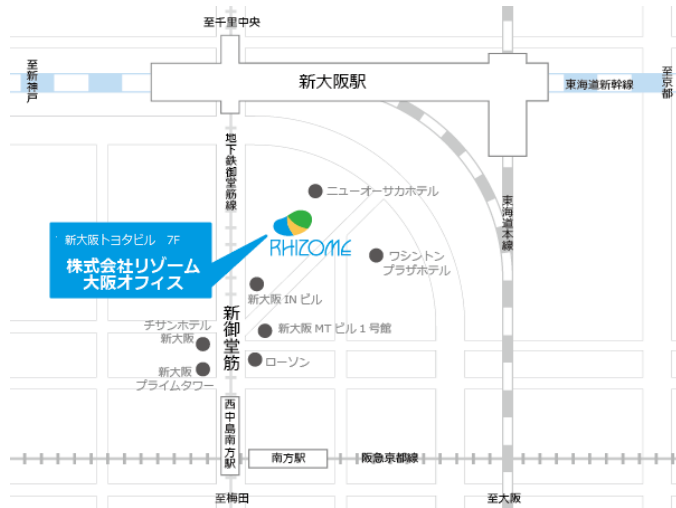 至千里中央
至新神戸
新大阪駅
東海道新幹線
至京都
地下鉄御堂筋線
ニューオーサカホテル
東海道本線
新大阪トヨタビル 7F
株式会社リゾーム
大阪オフィス
RHIZOME
ワシントン
プラザホテル
新大阪 IN ビル
新御堂筋
チサンホテル
新大阪
新大阪 MT ビル 1 号館
ローソン
新大阪
プライムタワー
西中島南方駅
南方駅
阪急京都線
至梅田
至大阪